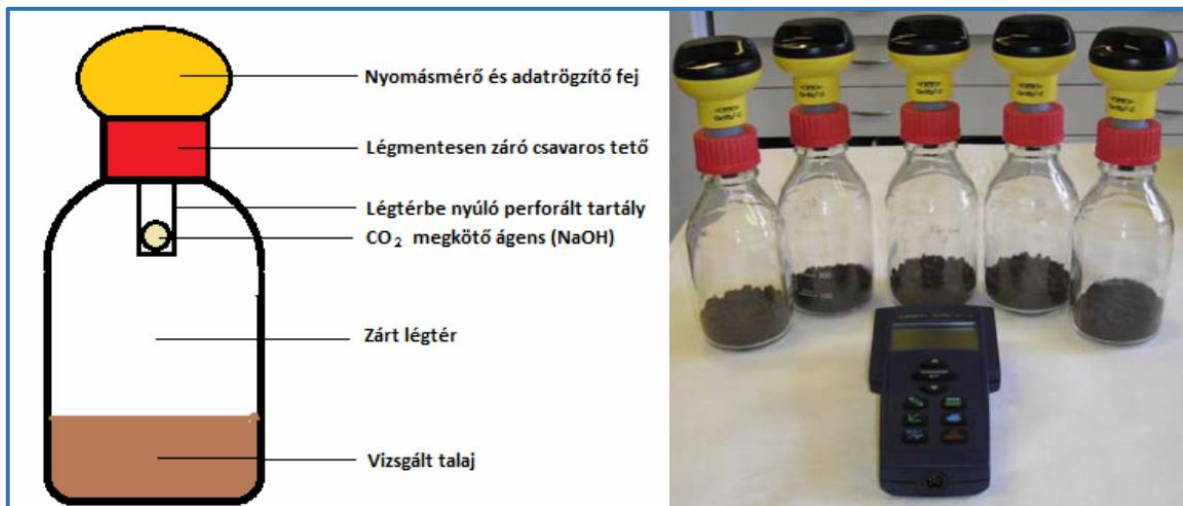 Nyomásmérő és adatrögzítő fej
Légmentesen záró csavaros tető
Légtérbe nyúló perforált tartály
CO₂ megkötő ágens (NaOH)
Zárt légtér
Vizsgált talaj